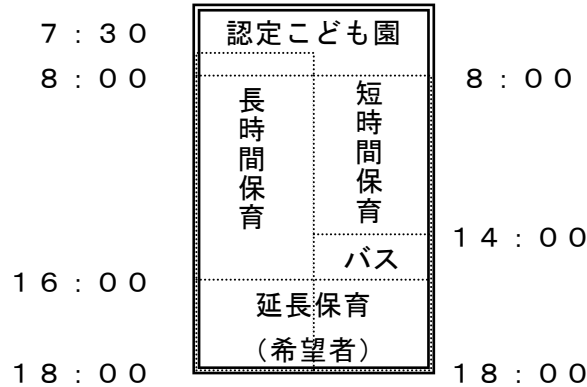 ７：３０
認定こども園
８：００
８：００
長時間保育
短時間保育
１４：００
バス
１６：００
延長保育
（希望者）
１８：００
１８：００